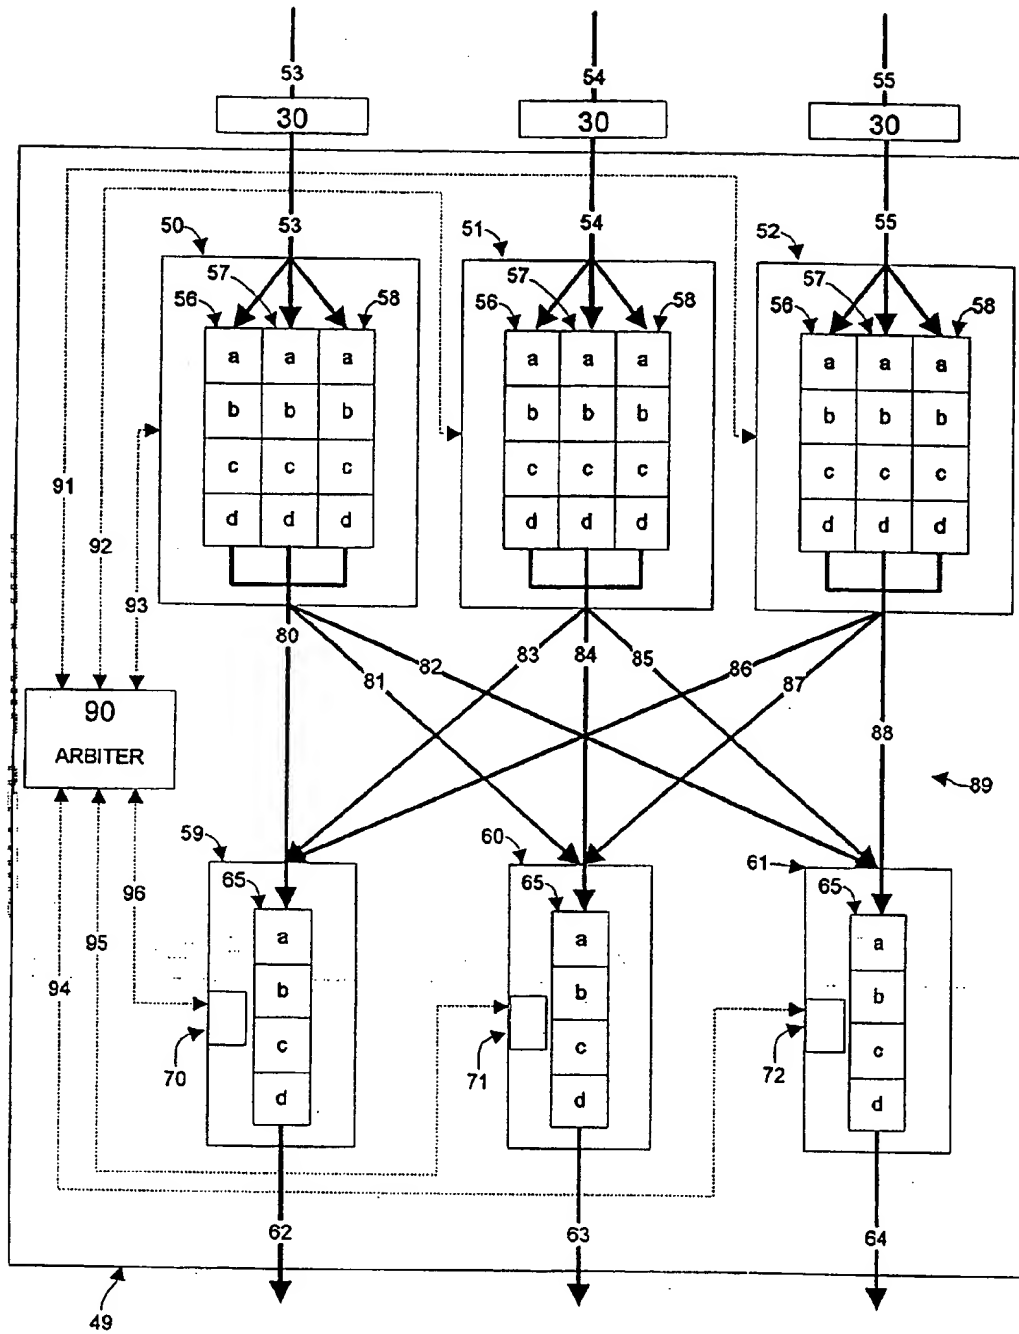 53 54 55
30 30 30
50 53 51 54 52 55
56 57 58 56 57 58 56 57 58
a a a a a a a a a
b b b b b b b b b
c c c c c c c c c
d d d d d d d d d
91 92 93
80 81 82 83 84 85 86 87 88
90
ARBITER
89
59 60 61
65 65 65
96 95 94
a a a
b b b
c c c
d d d
70 71 72
62 63 64
49